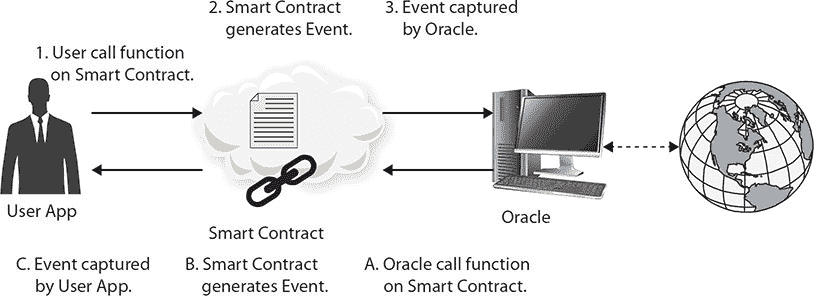 2. Smart Contract
generates Event.
3. Event captured
by Oracle.
1. User call function
on Smart Contract.
User App
Smart Contract
Oracle
C. Event captured
by User App.
B. Smart Contract
generates Event.
A. Oracle call function
on Smart Contract.